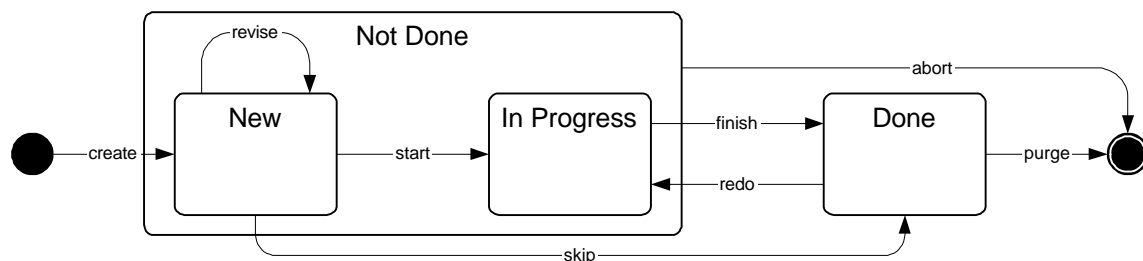 revise
Not Done
abort
New
In Progress
Done
create
start
finish
redo
purge
skip